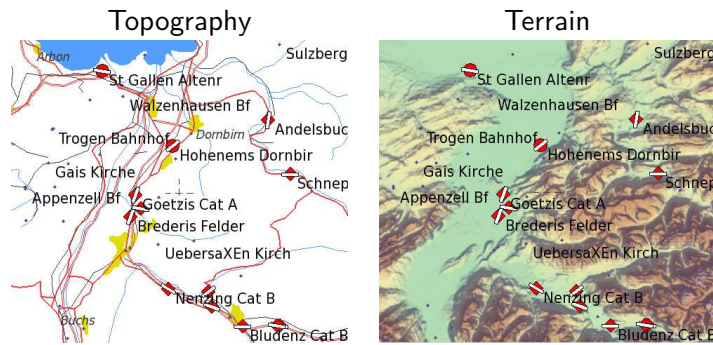 Topography
Terrain
Arbon
Sulzberg
St Gallen Altenr
Walzenhausen Bf
Dornbirn
Andelsbuc
Trogen Bahnhof
Hohenems Dornbir
Gais Kirche
Schnep
Appenzell Bf
Goetzis Cat A
Brederis Felder
UebersaXEn Kirch
Nenzing Cat B
Buchs
Bludenz Cat B
Sulzberg
St Gallen Altenr
Walzenhausen Bf
Andelsbuc
Trogen Bahnhof
Hohenems Dornbir
Gais Kirche
Schnep
Appenzell Bf
Goetzis Cat A
Brederis Felder
UebersaXEn Kirch
Nenzing Cat B
Bludenz Cat B